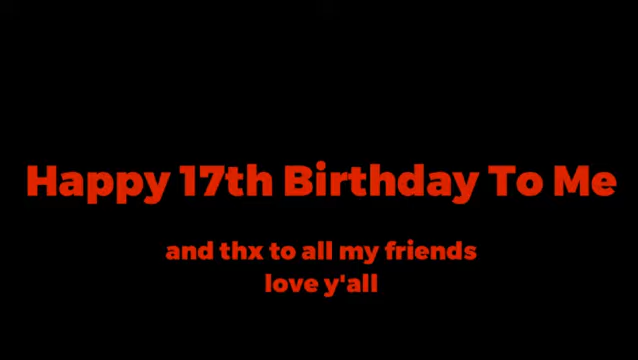 Happy 17th Birthday To Me
and thx to all my friends
love y'all